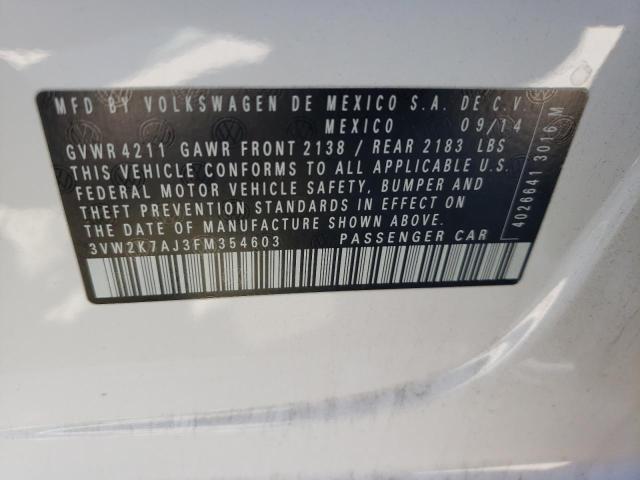 MFD BY VOLKSWAGEN DE MEXICO S.A. DE C.V.
MEXICO 09/14
GVWR 4211 GAWR FRONT 2138 / REAR 2183 LBS
THIS VEHICLE CONFORMS TO ALL APPLICABLE U.S.
FEDERAL MOTOR VEHICLE SAFETY, BUMPER AND
THEFT PREVENTION STANDARDS IN EFFECT ON
THE DATE OF MANUFACTURE SHOWN ABOVE.
3VW2K7AJ3FM354603 PASSENGER CAR
4026641 3016 M